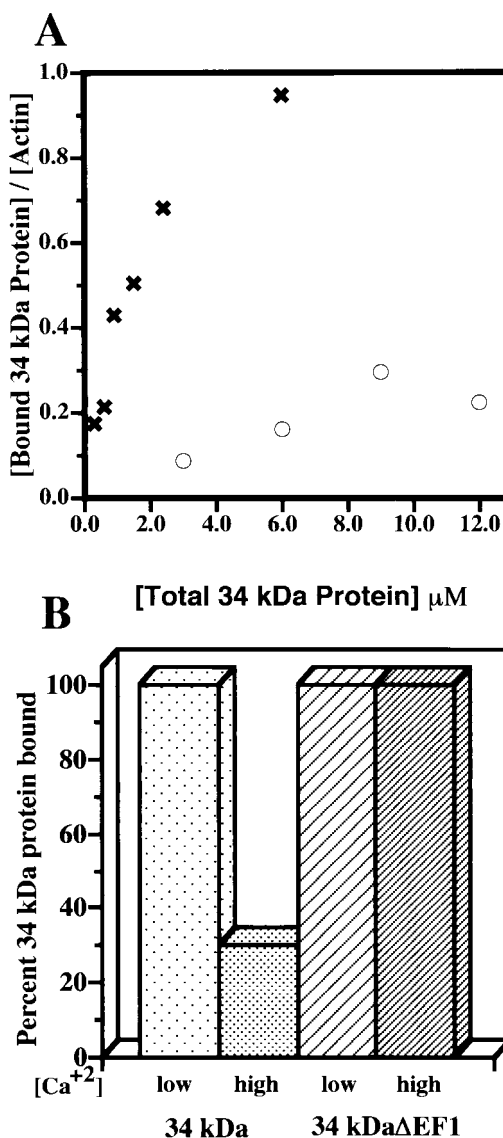 A
[Bound 34 kDa Protein] / [Actin]
1.0
0.8
0.6
0.4
0.2
0.0
0.0 2.0 4.0 6.0 8.0 10.0 12.0
[Total 34 kDa Protein] μM
B
Percent 34 kDa protein bound
100
80
60
40
20
0
[Ca+2] low high low high
34 kDa 34 kDaΔEF1